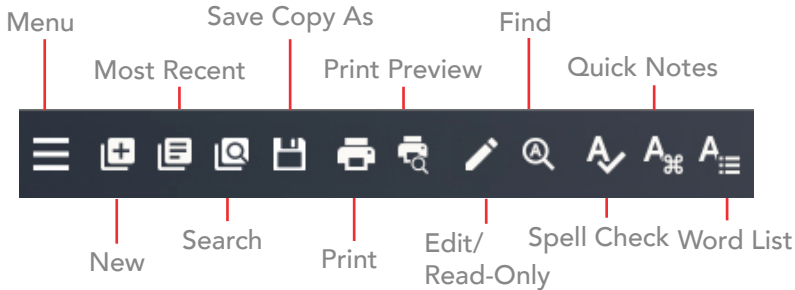 Menu
Save Copy As
Find
Most Recent
Print Preview
Quick Notes
New
Search
Print
Edit/
Read-Only
Spell Check
Word List